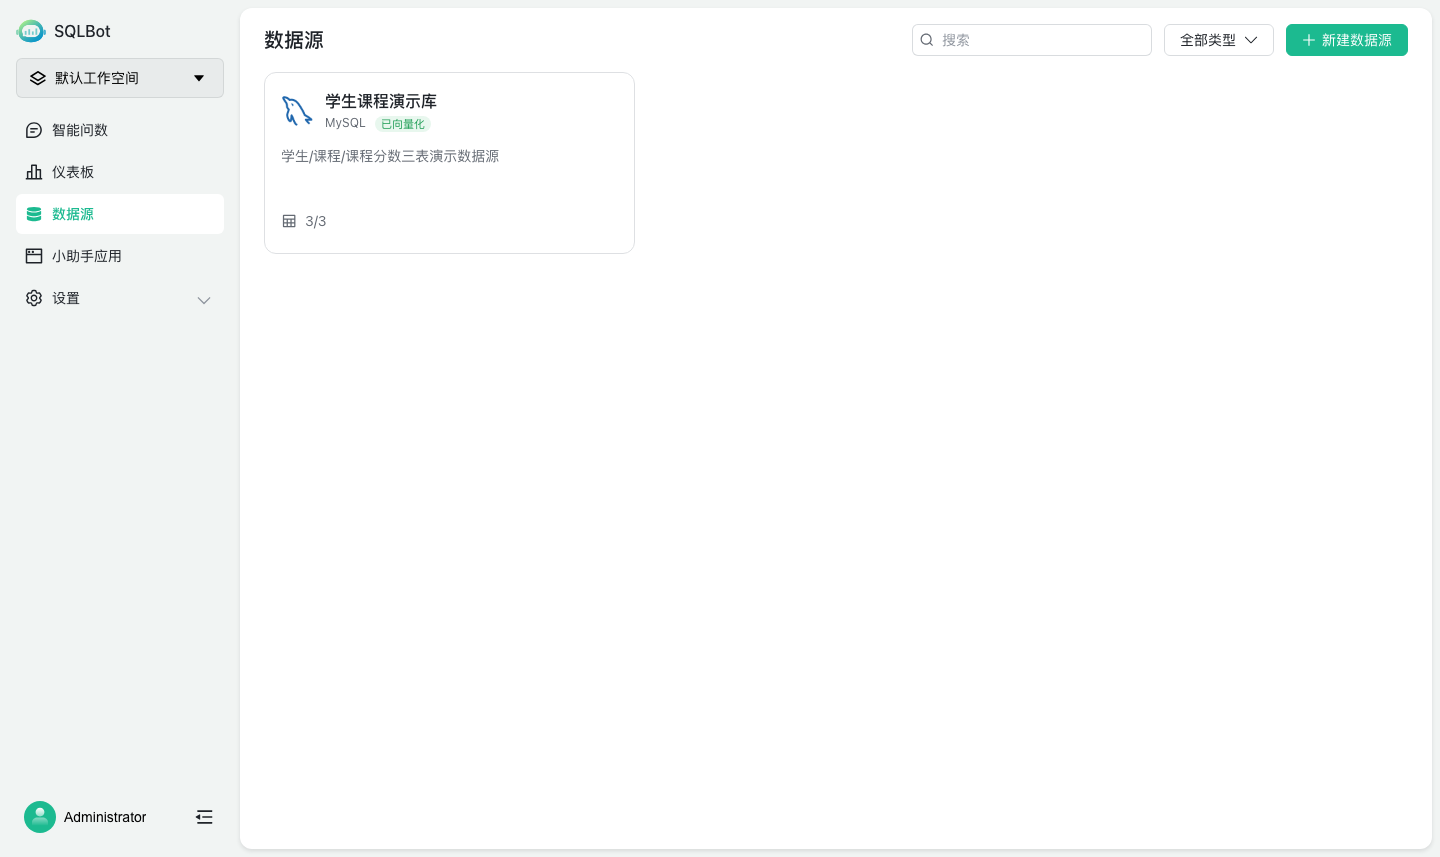 SQLBot
默认工作空间
智能问数
仪表板
数据源
小助手应用
设置
Administrator
数据源
搜索
全部类型
新建数据源
学生课程演示库
MySQL 已向量化
学生/课程/课程分数三表演示数据源
3/3